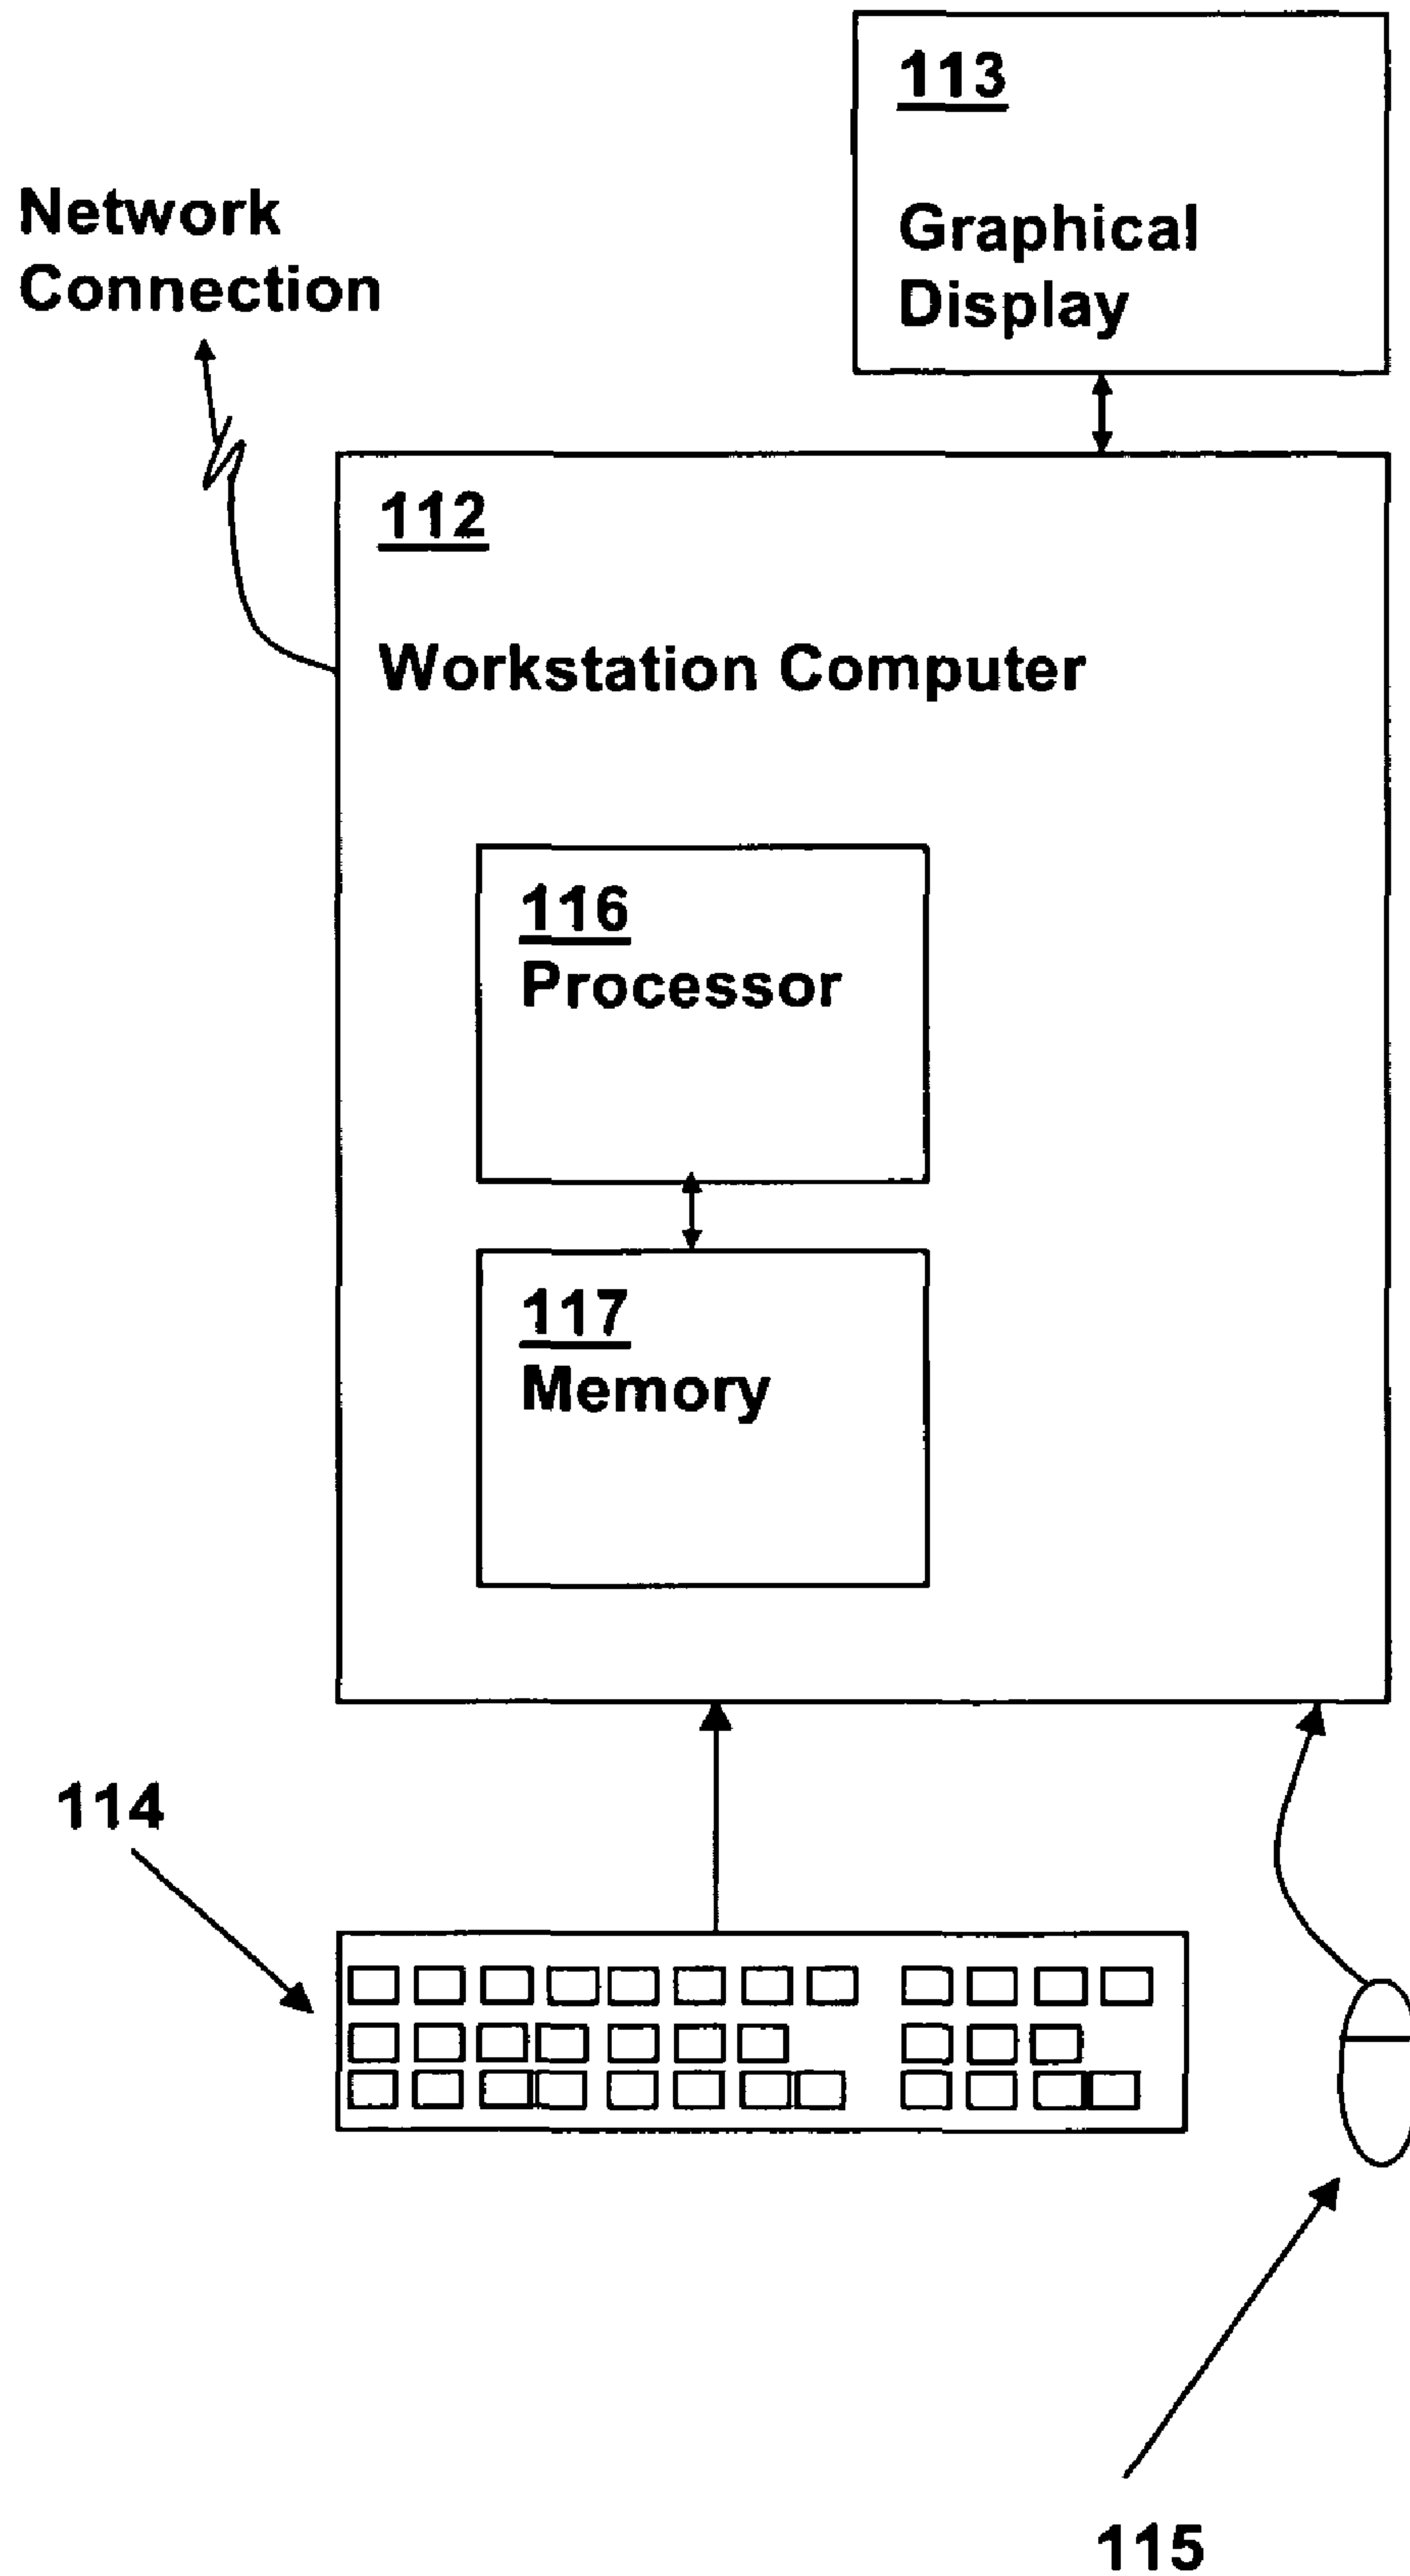 113
Graphical
Display
Network
Connection
112
Workstation Computer
116
Processor
117
Memory
114
115